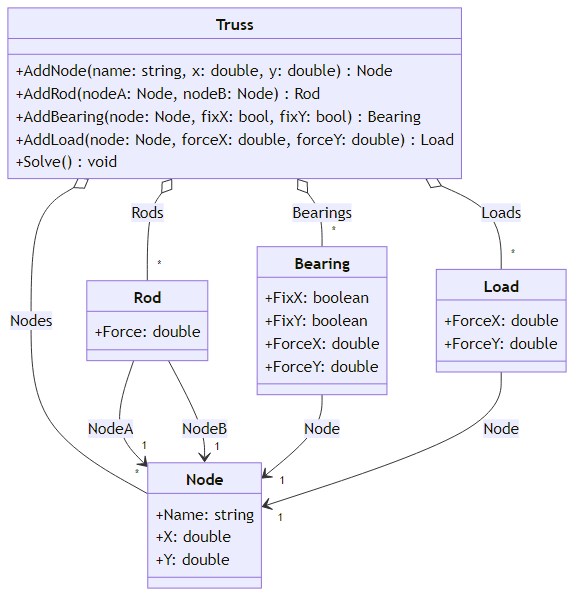 Truss
+AddNode(name: string, x: double, y: double) : Node
+AddRod(nodeA: Node, nodeB: Node) : Rod
+AddBearing(node: Node, fixX: bool, fixY: bool) : Bearing
+AddLoad(node: Node, forceX: double, forceY: double) : Load
+Solve() : void
Rods
Bearings
Loads
*
*
*
Rod
+Force: double
Bearing
+FixX: boolean
+FixY: boolean
+ForceX: double
+ForceY: double
Load
+ForceX: double
+ForceY: double
Nodes
NodeA
NodeB
Node
Node
1
1
*
1
1
Node
+Name: string
+X: double
+Y: double